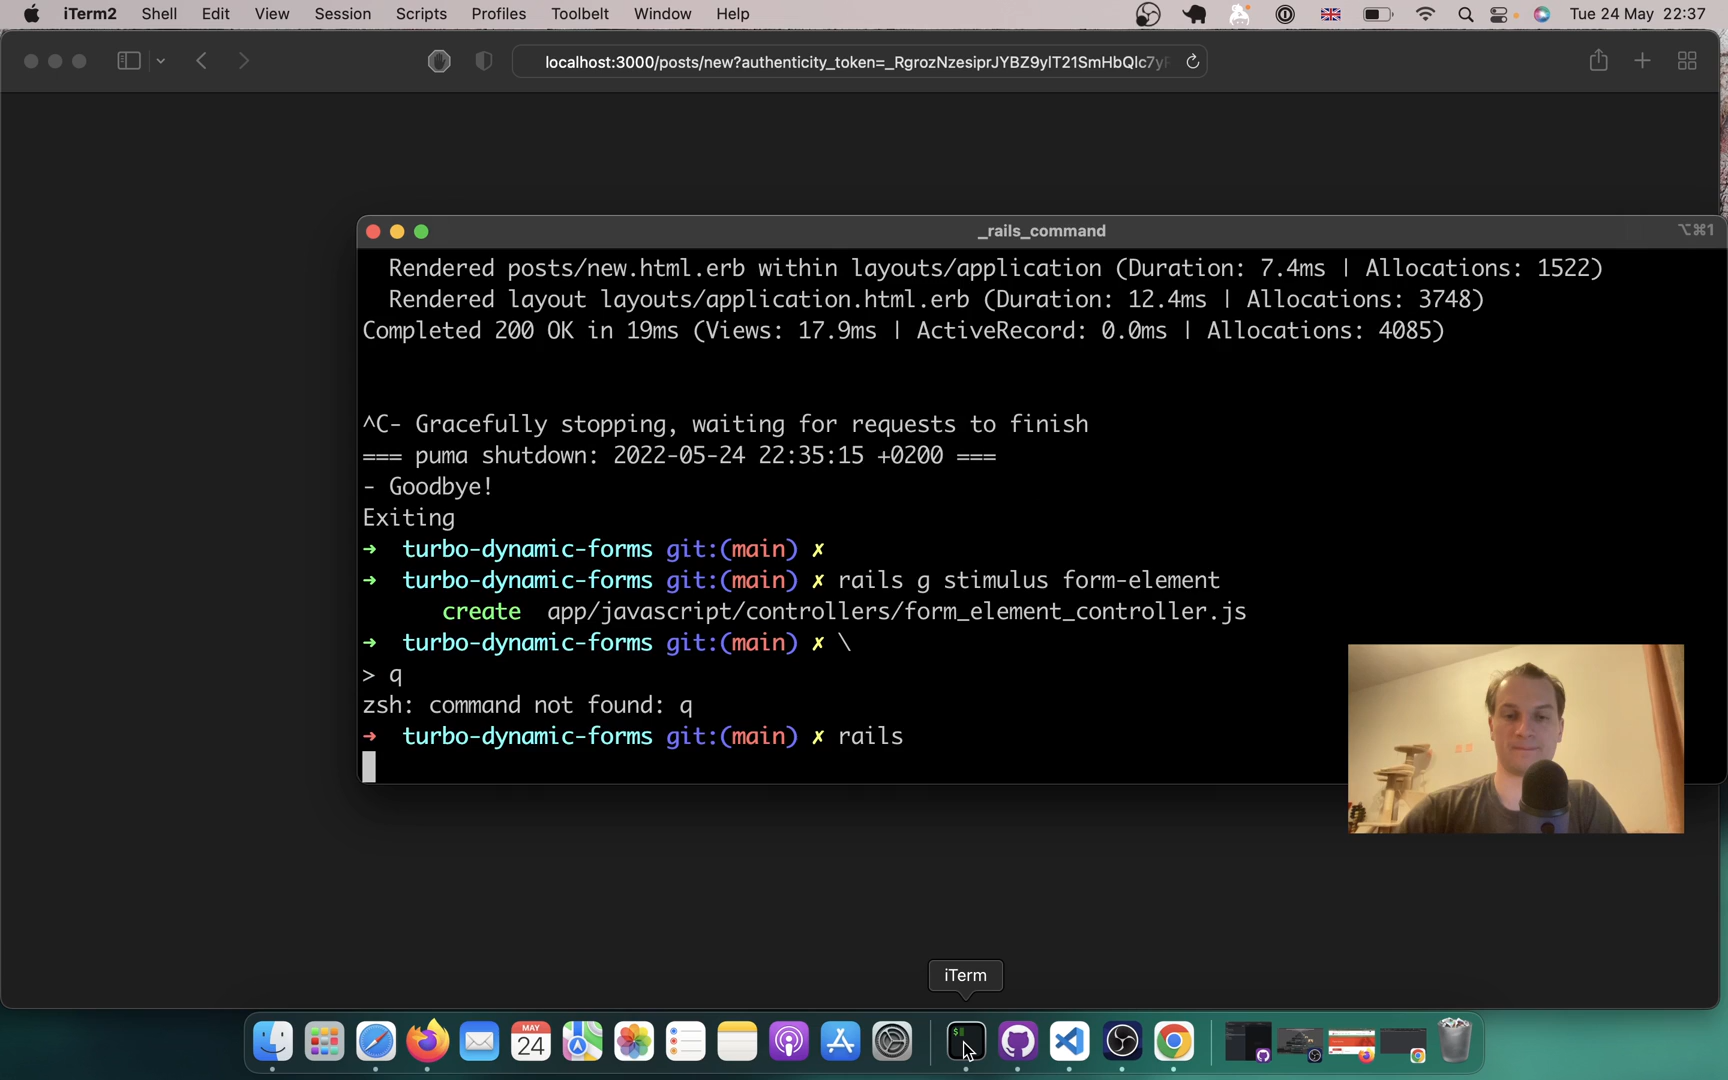 iTerm2 Shell Edit View Session Scripts Profiles Toolbelt Window Help Tue 24 May 22:37
localhost:3000/posts/new?authenticity_token=_RgrozNzesiprJYBZ9ylT21SmHbQlc7yF
_rails_command ⌥⌘1
Rendered posts/new.html.erb within layouts/application (Duration: 7.4ms | Allocations: 1522)
Rendered layout layouts/application.html.erb (Duration: 12.4ms | Allocations: 3748)
Completed 200 OK in 19ms (Views: 17.9ms | ActiveRecord: 0.0ms | Allocations: 4085)
^C- Gracefully stopping, waiting for requests to finish
=== puma shutdown: 2022-05-24 22:35:15 +0200 ===
- Goodbye!
Exiting
➜ turbo-dynamic-forms git:(main) ✗
➜ turbo-dynamic-forms git:(main) ✗ rails g stimulus form-element
create app/javascript/controllers/form_element_controller.js
➜ turbo-dynamic-forms git:(main) ✗ \
> q
zsh: command not found: q
➜ turbo-dynamic-forms git:(main) ✗ rails
iTerm
MAY
24
$